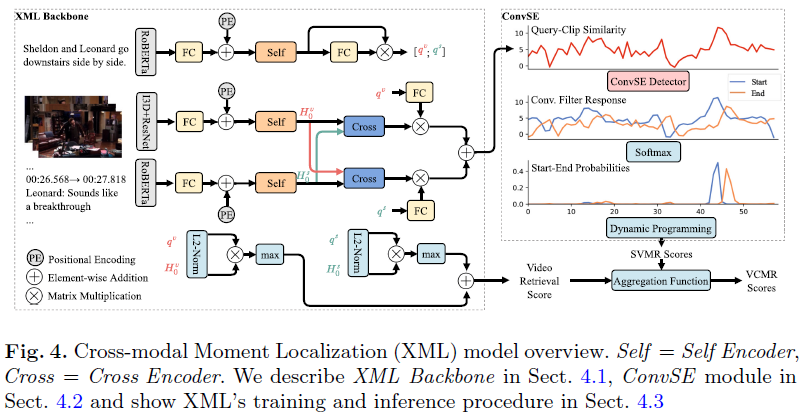 XML Backbone
ConvSE
Sheldon and Leonard go
downstairs side by side.
RoBERTa
FC
PE
Self
FC
[q^v; q^s]
Query-Clip Similarity
10
5
0
ConvSE Detector
I3D+ResNet
FC
PE
Self
H_0^v
Cross
q^v
FC
Conv. Filter Response
Start
End
10
5
0
Softmax
...
00:26.568→ 00:27.818
Leonard: Sounds like
a breakthrough
...
RoBERTa
FC
PE
Self
H_0^s
Cross
q^s
FC
Start-End Probabilities
0.4
0.2
0.0
0
10
20
30
40
50
Dynamic Programming
SVMR Scores
PE
Positional Encoding
Element-wise Addition
Matrix Multiplication
q^v
H_0^v
L2-Norm
max
q^s
H_0^s
L2-Norm
max
Video
Retrieval
Score
Aggregation Function
VCMR
Scores
Fig. 4. Cross-modal Moment Localization (XML) model overview. Self = Self Encoder,
Cross = Cross Encoder. We describe XML Backbone in Sect. 4.1, ConvSE module in
Sect. 4.2 and show XML's training and inference procedure in Sect. 4.3